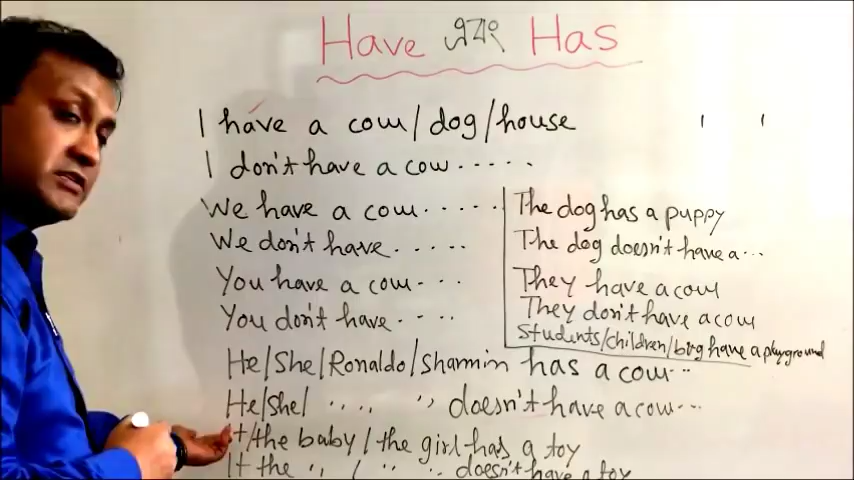 Have এবং Has
I have a cow/dog/house
I don't have a cow.....
We have a cow.....
We don't have.....
You have a cow....
You don't have....
The dog has a puppy
The dog doesn't have a...
They have a cow
They don't have a cow
Students/children/ have a playground
He/She/Ronaldo/Sharmin has a cow...
He/She/ .... ,, doesn't have a cow...
It/the baby/the girl has a toy
It the ,, / ,, .. doesn't have a toy